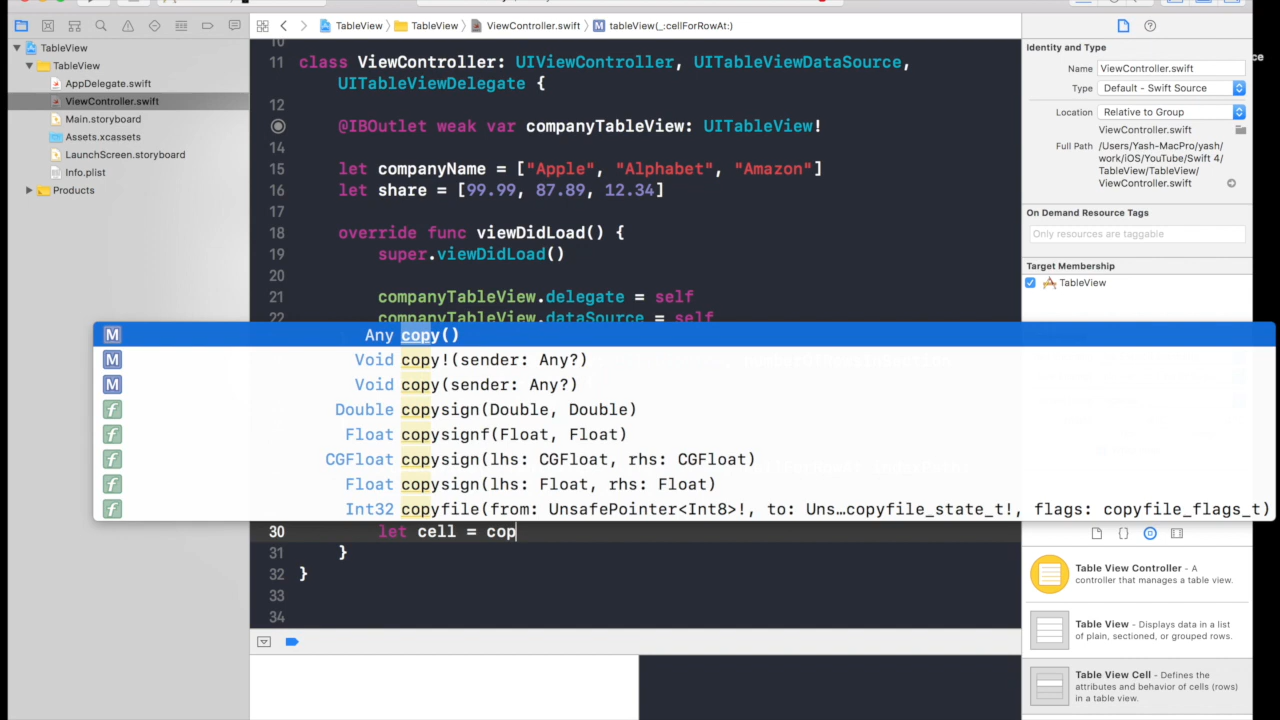 TableView
TableView
ViewController.swift
M tableView(_:cellForRowAt:)
TableView
TableView
AppDelegate.swift
ViewController.swift
Main.storyboard
Assets.xcassets
LaunchScreen.storyboard
Info.plist
Products
10
11 class ViewController: UIViewController, UITableViewDataSource,
UITableViewDelegate {
12
@IBOutlet weak var companyTableView: UITableView!
14
15 let companyName = ["Apple", "Alphabet", "Amazon"]
16 let share = [99.99, 87.89, 12.34]
17
18 override func viewDidLoad() {
19 super.viewDidLoad()
20
21 companyTableView.delegate = self
22 companyTableView.dataSource = self
M Any copy()
M Void copy!(sender: Any?)
M Void copy(sender: Any?)
f Double copysign(Double, Double)
f Float copysignf(Float, Float)
f CGFloat copysign(lhs: CGFloat, rhs: CGFloat)
f Float copysign(lhs: Float, rhs: Float)
f Int32 copyfile(from: UnsafePointer<Int8>!, to: Uns…copyfile_state_t!, flags: copyfile_flags_t)
30 let cell = cop
31 }
32 }
33
34
Identity and Type
Name ViewController.swift
Type Default - Swift Source
Location Relative to Group
ViewController.swift
Full Path /Users/Yash-MacPro/yash/
work/iOS/YouTube/Swift 4/
TableView/TableView/
ViewController.swift
On Demand Resource Tags
Only resources are taggable
Target Membership
TableView
{}
Table View Controller - A
controller that manages a table view.
Table View - Displays data in a list
of plain, sectioned, or grouped rows.
Table View Cell - Defines the
attributes and behavior of cells (rows)
in a table view.